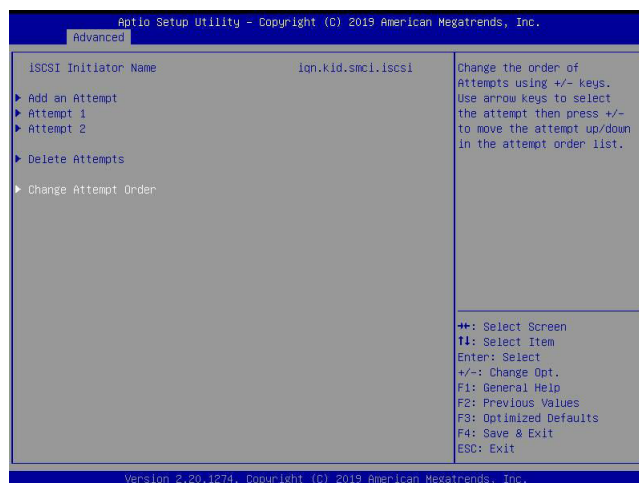 Aptio Setup Utility – Copyright (C) 2019 American Megatrends, Inc.
Advanced
iSCSI Initiator Name iqn.kid.smci.iscsi
Add an Attempt
Attempt 1
Attempt 2
Delete Attempts
Change Attempt Order
Change the order of
Attempts using +/- keys.
Use arrow keys to select
the attempt then press +/-
to move the attempt up/down
in the attempt order list.
→←: Select Screen
↑↓: Select Item
Enter: Select
+/-: Change Opt.
F1: General Help
F2: Previous Values
F3: Optimized Defaults
F4: Save & Exit
ESC: Exit
Version 2.20.1274. Copyright (C) 2019 American Megatrends, Inc.